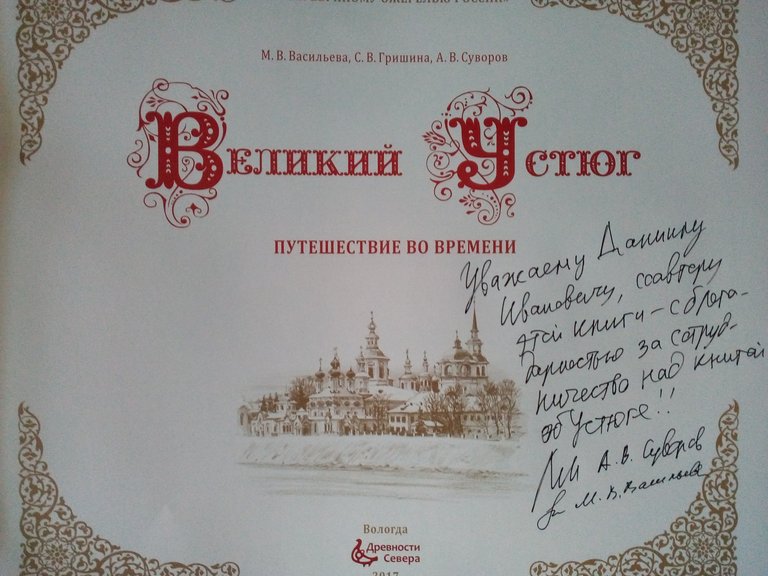 М. В. Васильева, С. В. Гришина, А. В. Суворов
Великий Устюг
ПУТЕШЕСТВИЕ ВО ВРЕМЕНИ
Уважаему Даниилу
Ивановичу, соавтору
этой книги – с благо-
дарностью за сотруд-
ничество над книгой
об Устюге!!
А. В. Суворов
М. В. Васильева
Вологда
Древности
Севера
2017